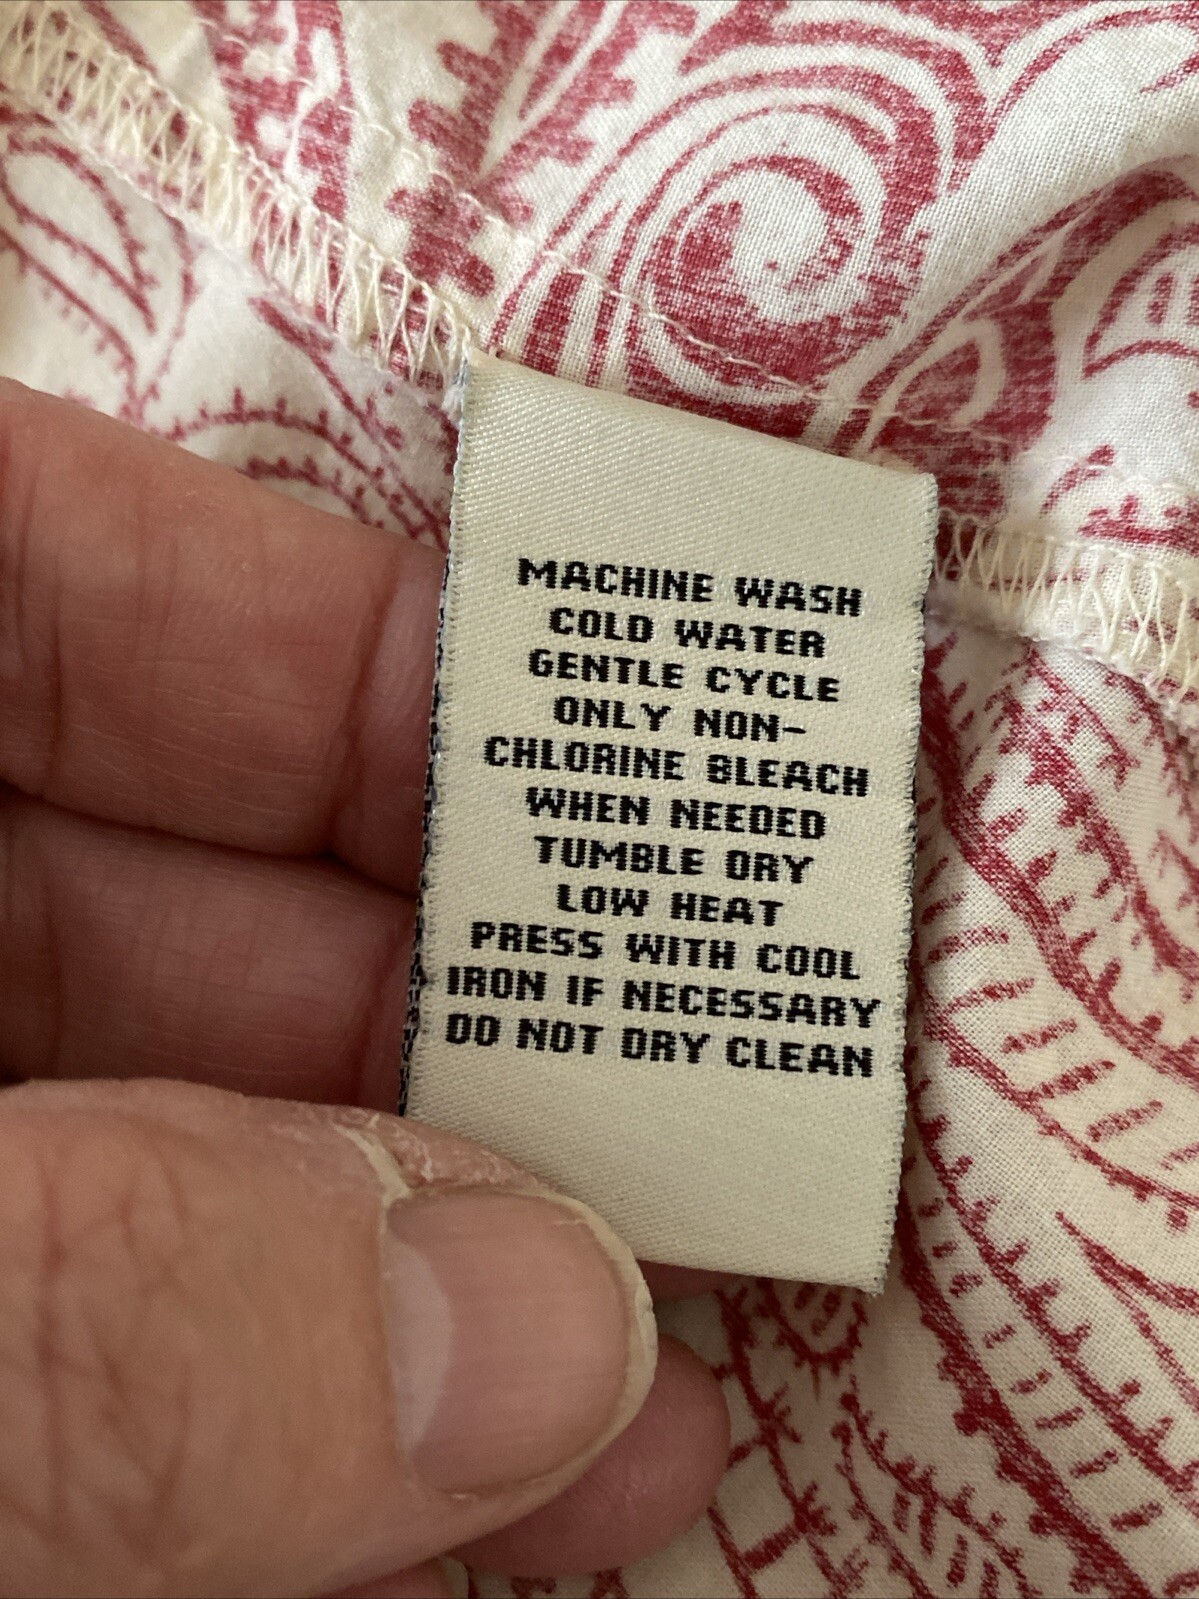 MACHINE WASH
COLD WATER
GENTLE CYCLE
ONLY NON-
CHLORINE BLEACH
WHEN NEEDED
TUMBLE DRY
LOW HEAT
PRESS WITH COOL
IRON IF NECESSARY
DO NOT DRY CLEAN